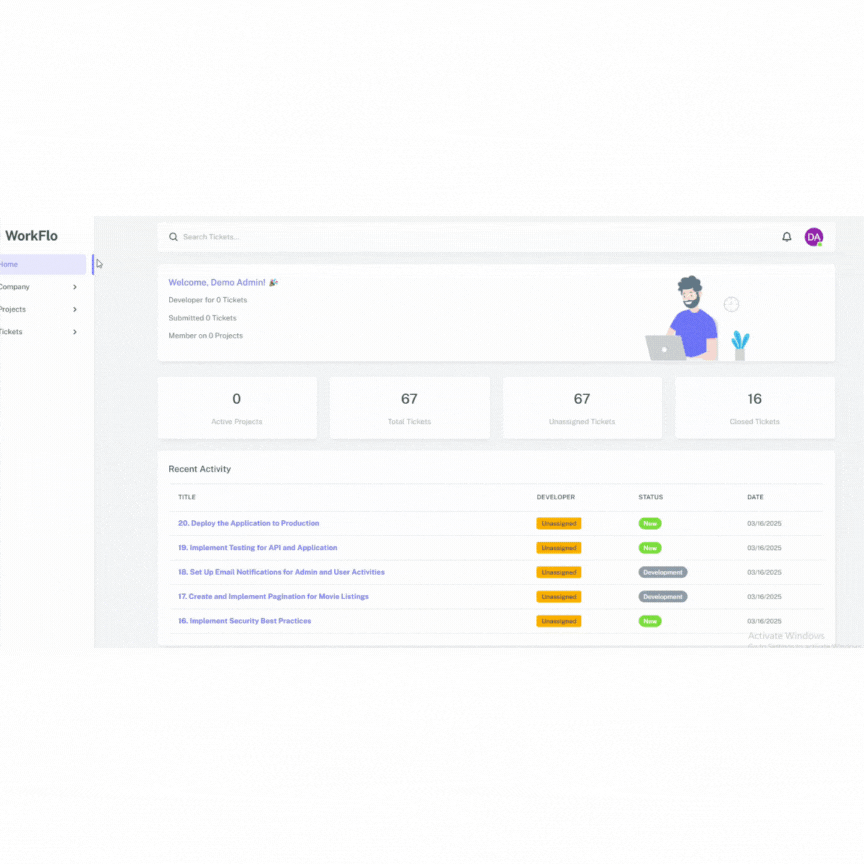 WorkFlo
Home
Company
Projects
Tickets
Search Tickets...
DA
Welcome, Demo Admin! 🎉
Developer for 0 Tickets
Submitted 0 Tickets
Member on 0 Projects
0
Active Projects
67
Total Tickets
67
Unassigned Tickets
16
Closed Tickets
Recent Activity
TITLE DEVELOPER STATUS DATE
20. Deploy the Application to Production Unassigned New 03/16/2025
19. Implement Testing for API and Application Unassigned New 03/16/2025
18. Set Up Email Notifications for Admin and User Activities Unassigned Development 03/16/2025
17. Create and Implement Pagination for Movie Listings Unassigned Development 03/16/2025
16. Implement Security Best Practices Unassigned New 03/16/2025
Activate Windows
Go to Settings to activate Windows.